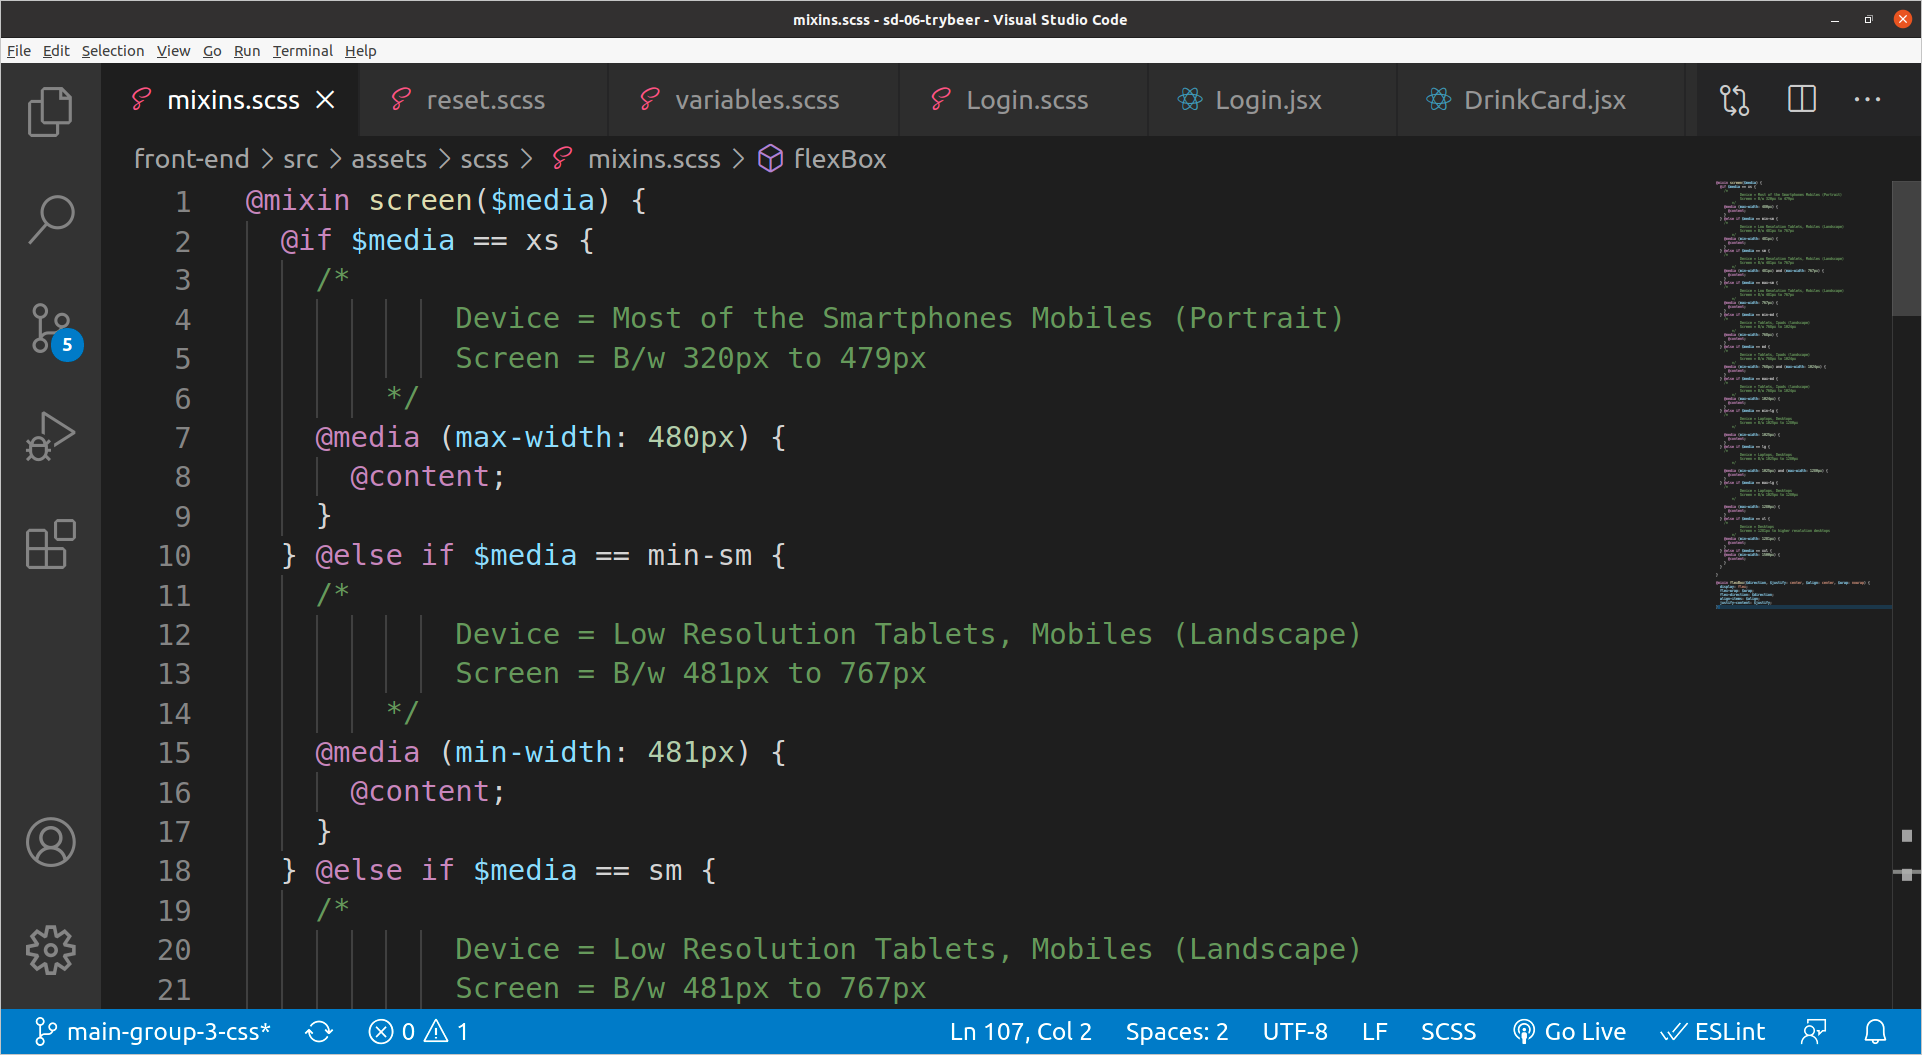 mixins.scss - sd-06-trybeer - Visual Studio Code
File Edit Selection View Go Run Terminal Help
mixins.scss reset.scss variables.scss Login.scss Login.jsx DrinkCard.jsx
front-end > src > assets > scss > mixins.scss > flexBox
1 @mixin screen($media) {
2 @if $media == xs {
3 /*
4 Device = Most of the Smartphones Mobiles (Portrait)
5 Screen = B/w 320px to 479px
6 */
7 @media (max-width: 480px) {
8 @content;
9 }
10 } @else if $media == min-sm {
11 /*
12 Device = Low Resolution Tablets, Mobiles (Landscape)
13 Screen = B/w 481px to 767px
14 */
15 @media (min-width: 481px) {
16 @content;
17 }
18 } @else if $media == sm {
19 /*
20 Device = Low Resolution Tablets, Mobiles (Landscape)
21 Screen = B/w 481px to 767px
5
main-group-3-css* 0 1 Ln 107, Col 2 Spaces: 2 UTF-8 LF SCSS Go Live ESLint